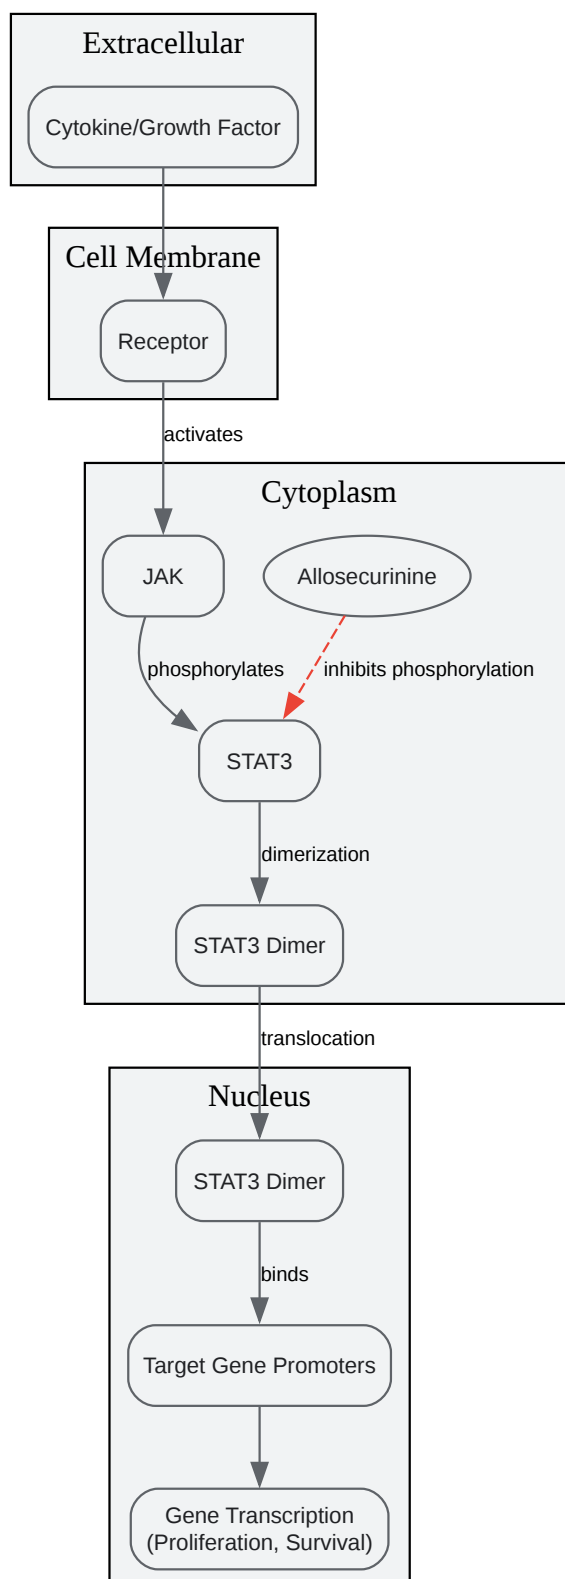 Extracellular
Cytokine/Growth Factor
Cell Membrane
Receptor
activates
Cytoplasm
JAK
Allosecurinine
phosphorylates
inhibits phosphorylation
STAT3
dimerization
STAT3 Dimer
translocation
Nucleus
STAT3 Dimer
binds
Target Gene Promoters
Gene Transcription
(Proliferation, Survival)